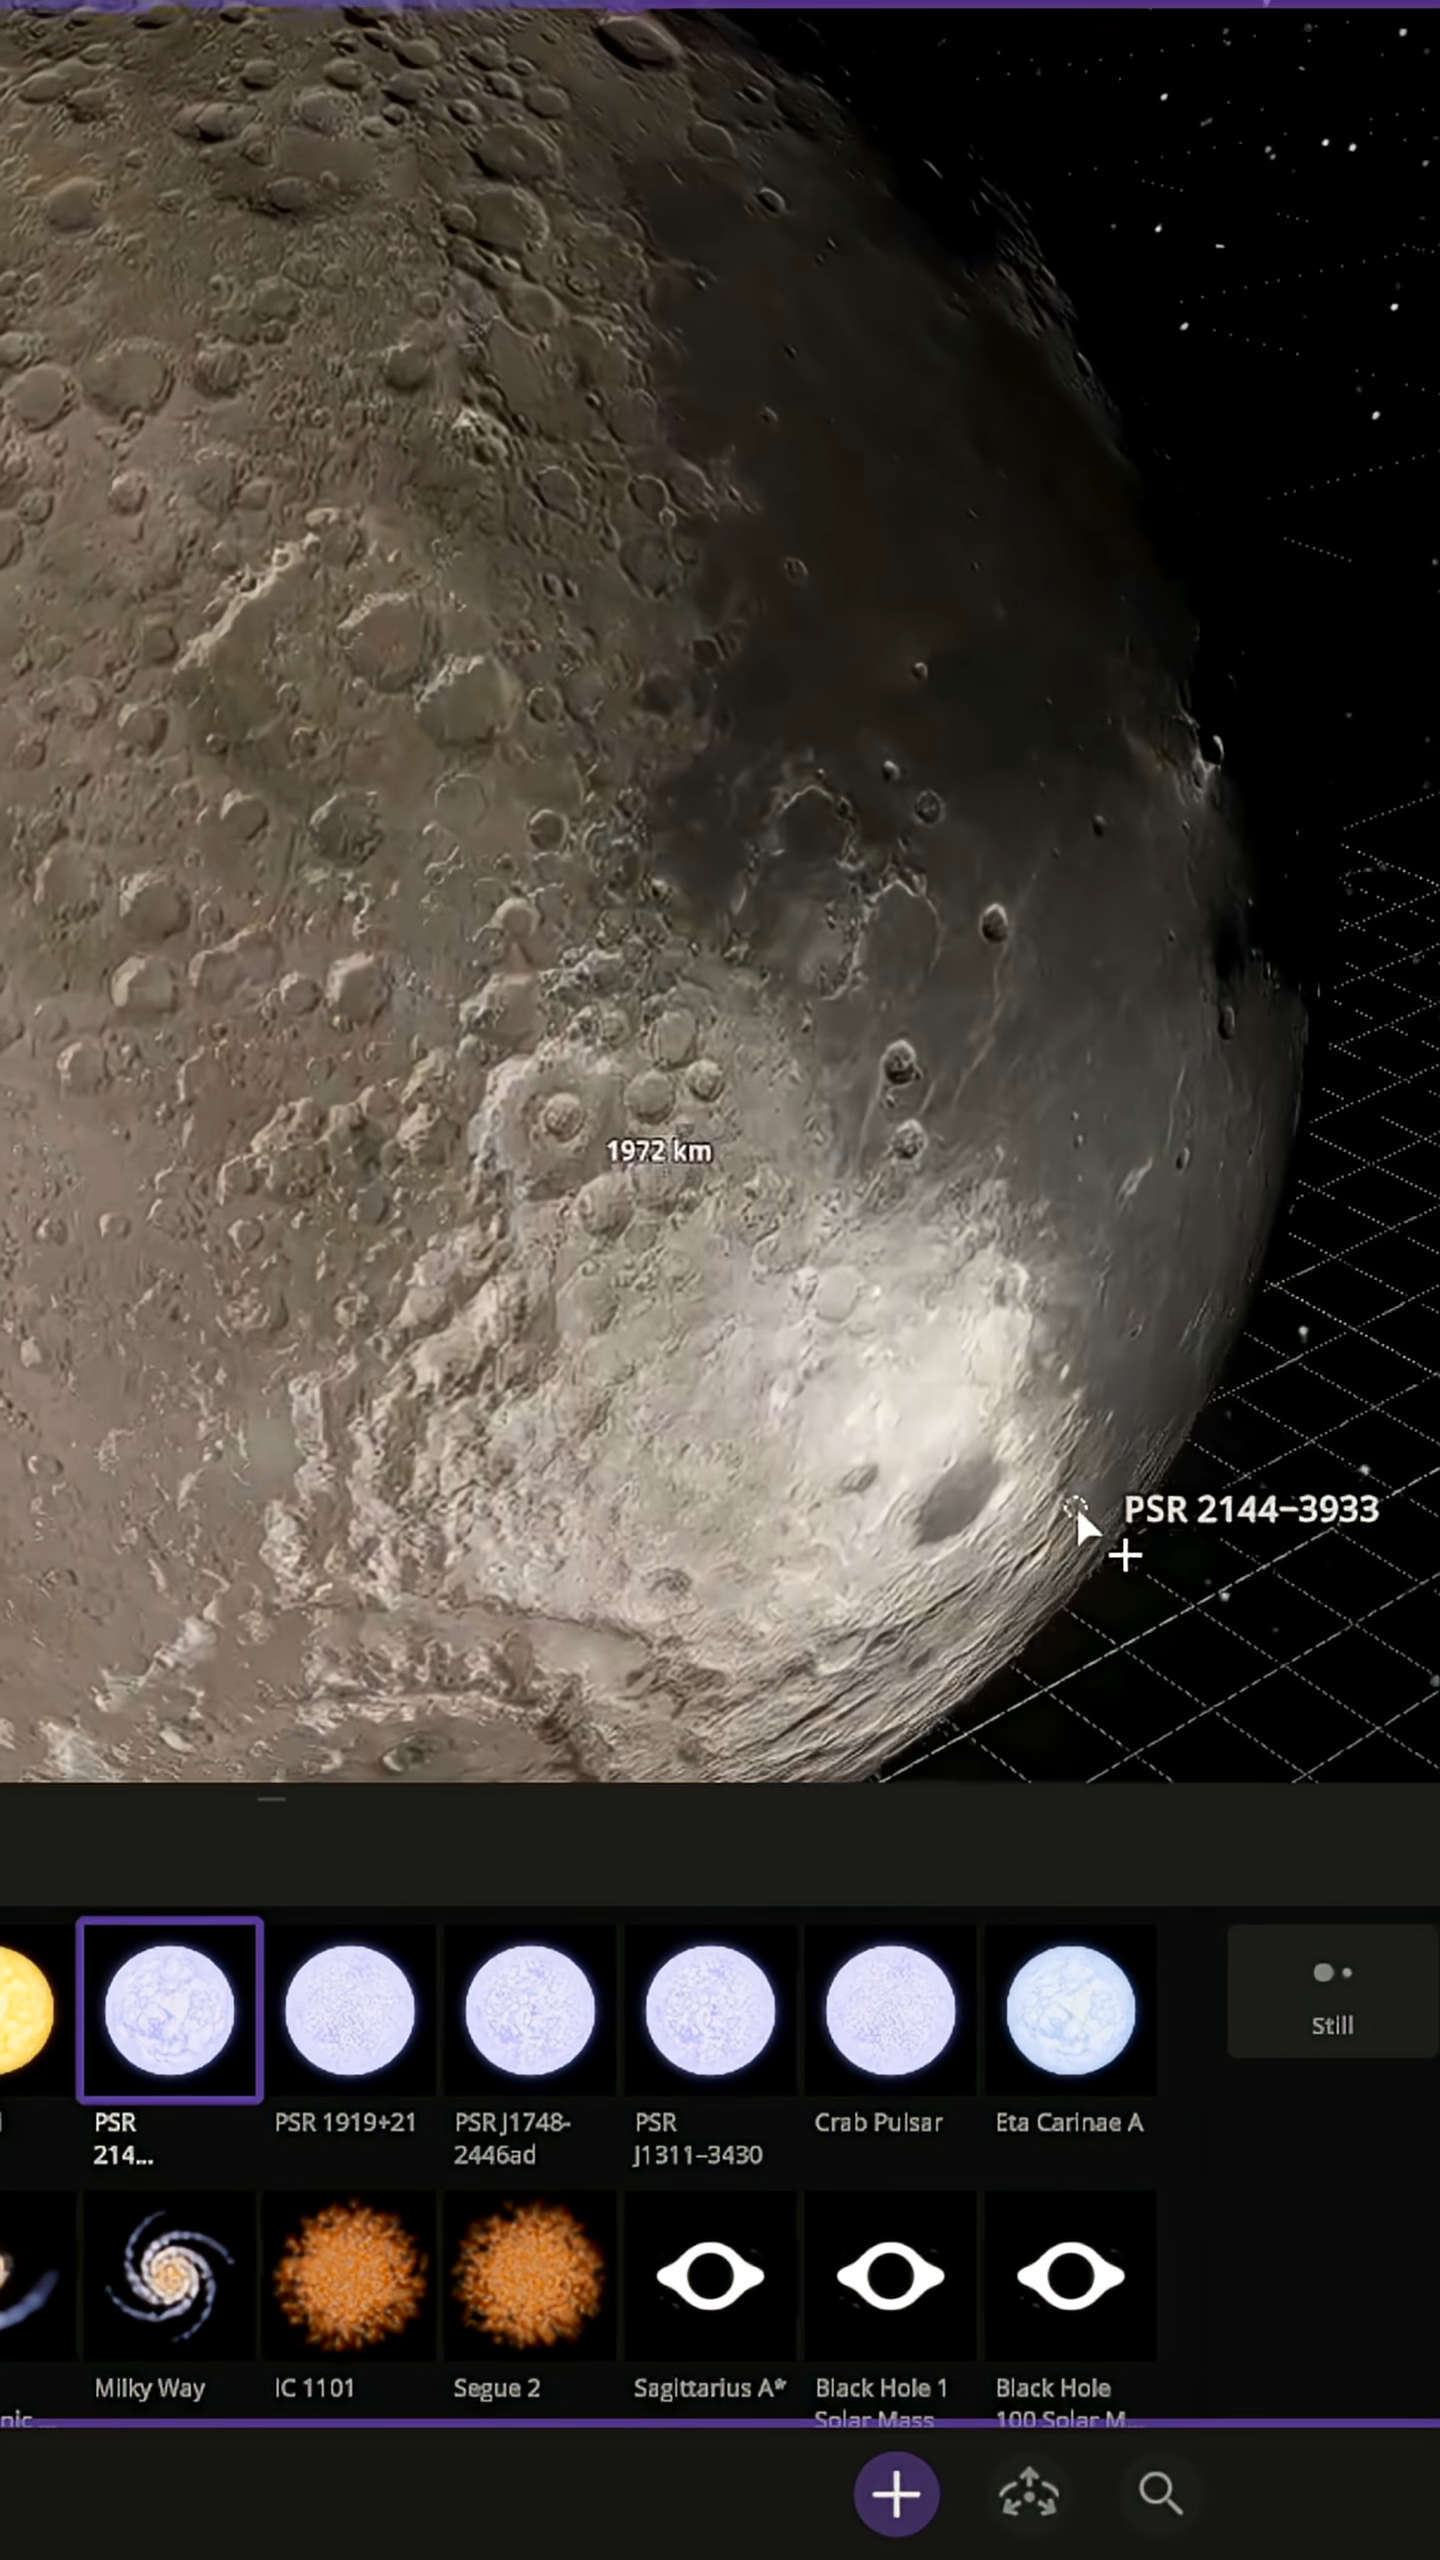 1972 km
PSR 2144–3933
Still
PSR
214...
PSR 1919+21
PSR J1748-
2446ad
PSR
J1311–3430
Crab Pulsar
Eta Carinae A
Milky Way
IC 1101
Segue 2
Sagittarius A*
Black Hole 1
Solar Mass
Black Hole
100 Solar M...
nic ...